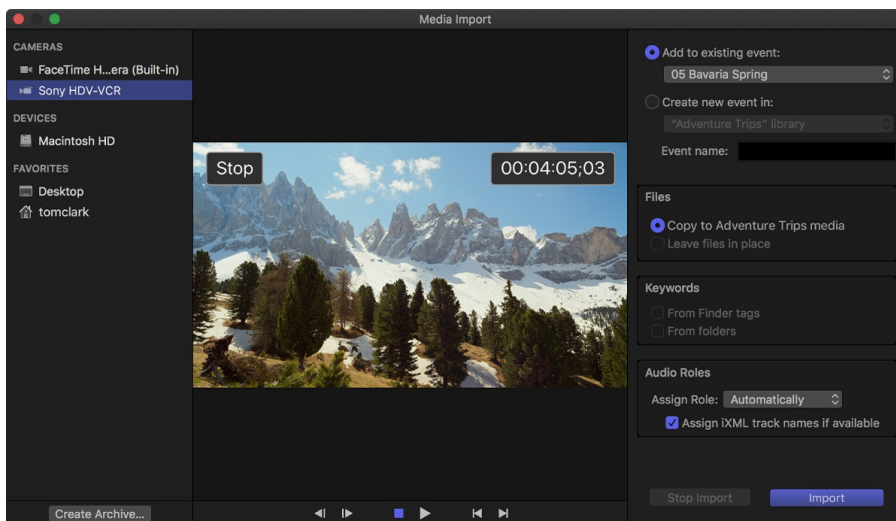 Media Import
CAMERAS
FaceTime H...era (Built-in)
Sony HDV-VCR
DEVICES
Macintosh HD
FAVORITES
Desktop
tomclark
Create Archive...
Stop
00:04:05;03
Add to existing event:
05 Bavaria Spring
Create new event in:
"Adventure Trips" library
Event name:
Files
Copy to Adventure Trips media
Leave files in place
Keywords
From Finder tags
From folders
Audio Roles
Assign Role: Automatically
Assign iXML track names if available
Stop Import
Import